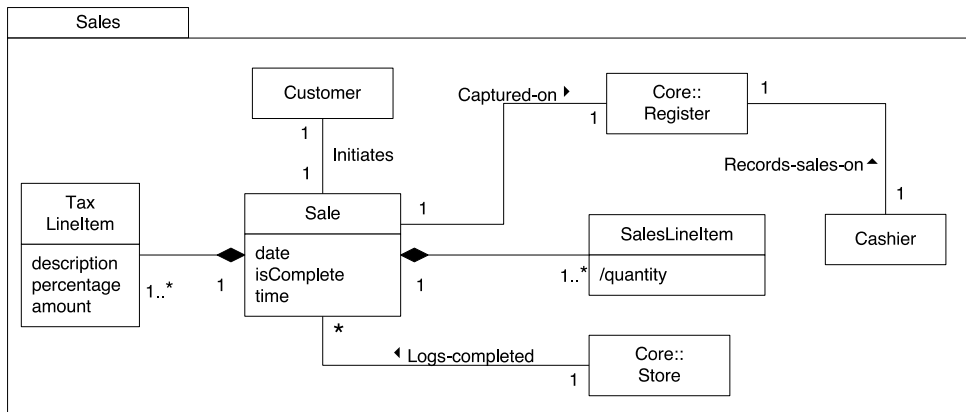 Sales
Customer
1
Initiates
1
Captured-on
1
1
Core::
Register
1
Records-sales-on
1
Cashier
Tax
LineItem
description
percentage
amount
1..*
1
Sale
date
isComplete
time
1
1..*
SalesLineItem
/quantity
*
Logs-completed
1
Core::
Store